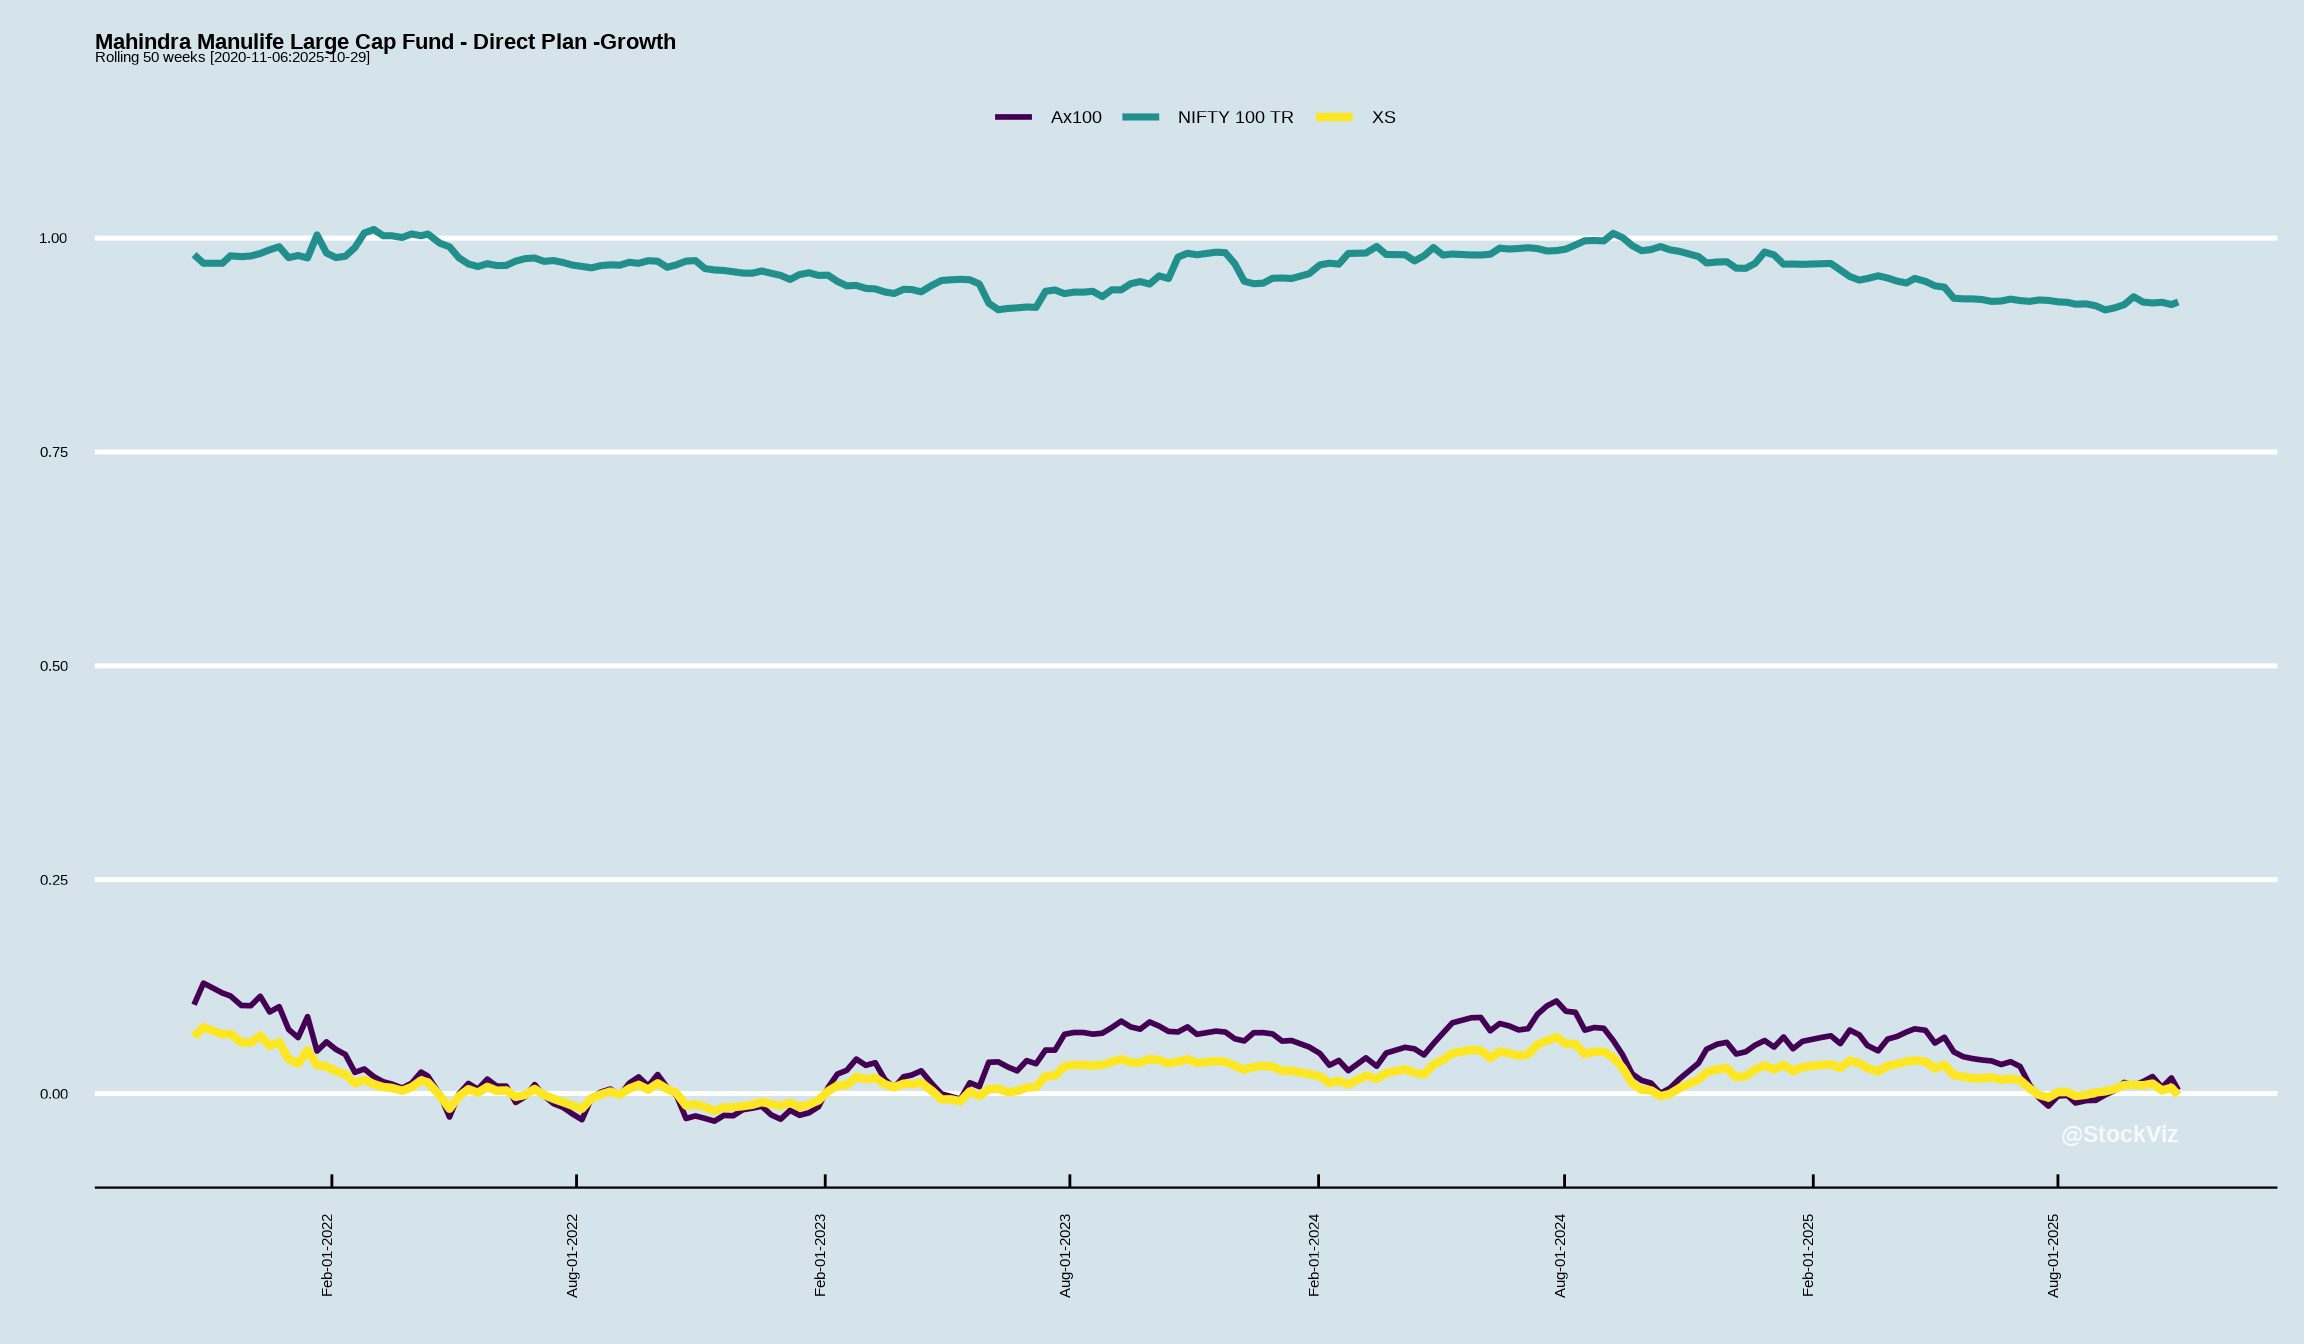 Mahindra Manulife Large Cap Fund - Direct Plan -Growth
Rolling 50 weeks [2020-11-06:2025-10-29]
Ax100 NIFTY 100 TR XS
1.00
0.75
0.50
0.25
0.00
@StockViz
Feb-01-2022
Aug-01-2022
Feb-01-2023
Aug-01-2023
Feb-01-2024
Aug-01-2024
Feb-01-2025
Aug-01-2025